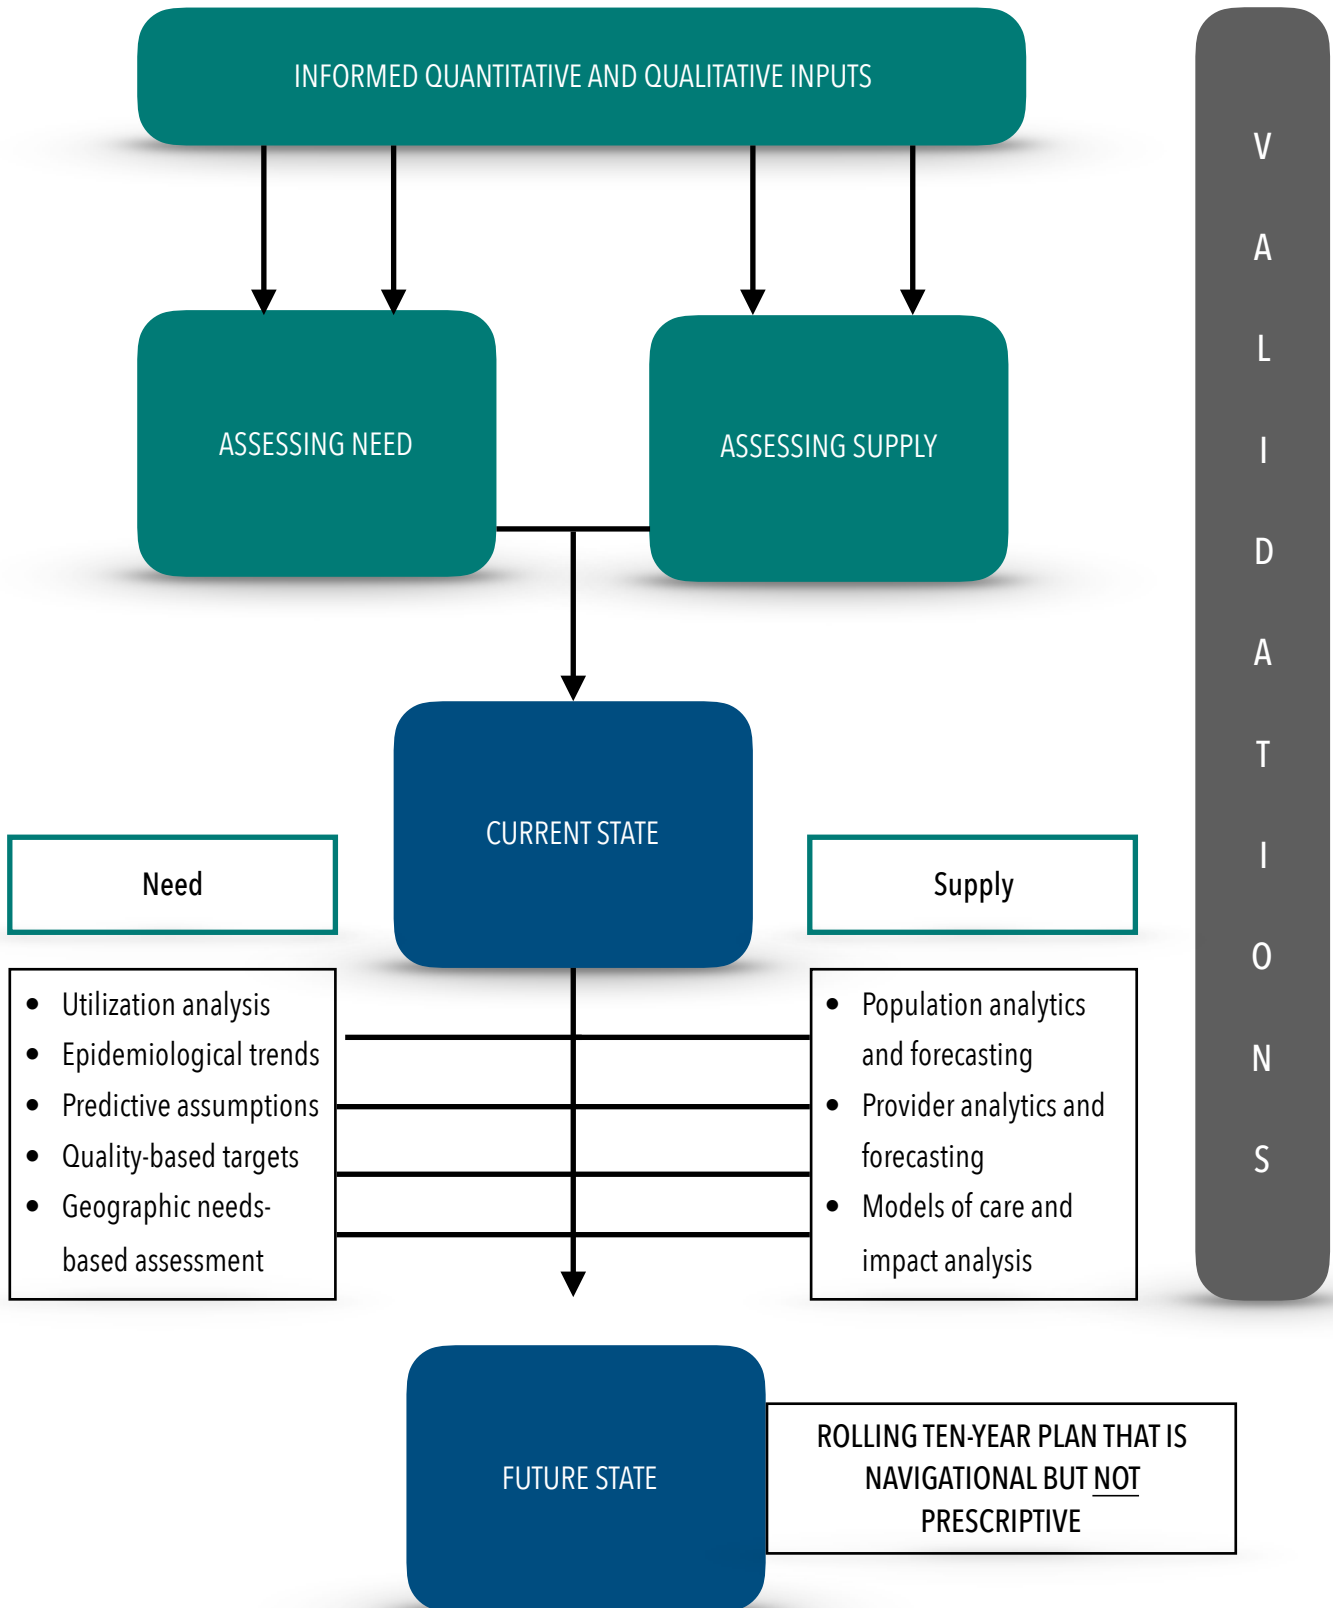 INFORMED QUANTITATIVE AND QUALITATIVE INPUTS
ASSESSING NEED
ASSESSING SUPPLY
CURRENT STATE
Need
• Utilization analysis
• Epidemiological trends
• Predictive assumptions
• Quality-based targets
• Geographic needs-
based assessment
Supply
• Population analytics
and forecasting
• Provider analytics and
forecasting
• Models of care and
impact analysis
FUTURE STATE
ROLLING TEN-YEAR PLAN THAT IS
NAVIGATIONAL BUT NOT
PRESCRIPTIVE
VALIDATIONS